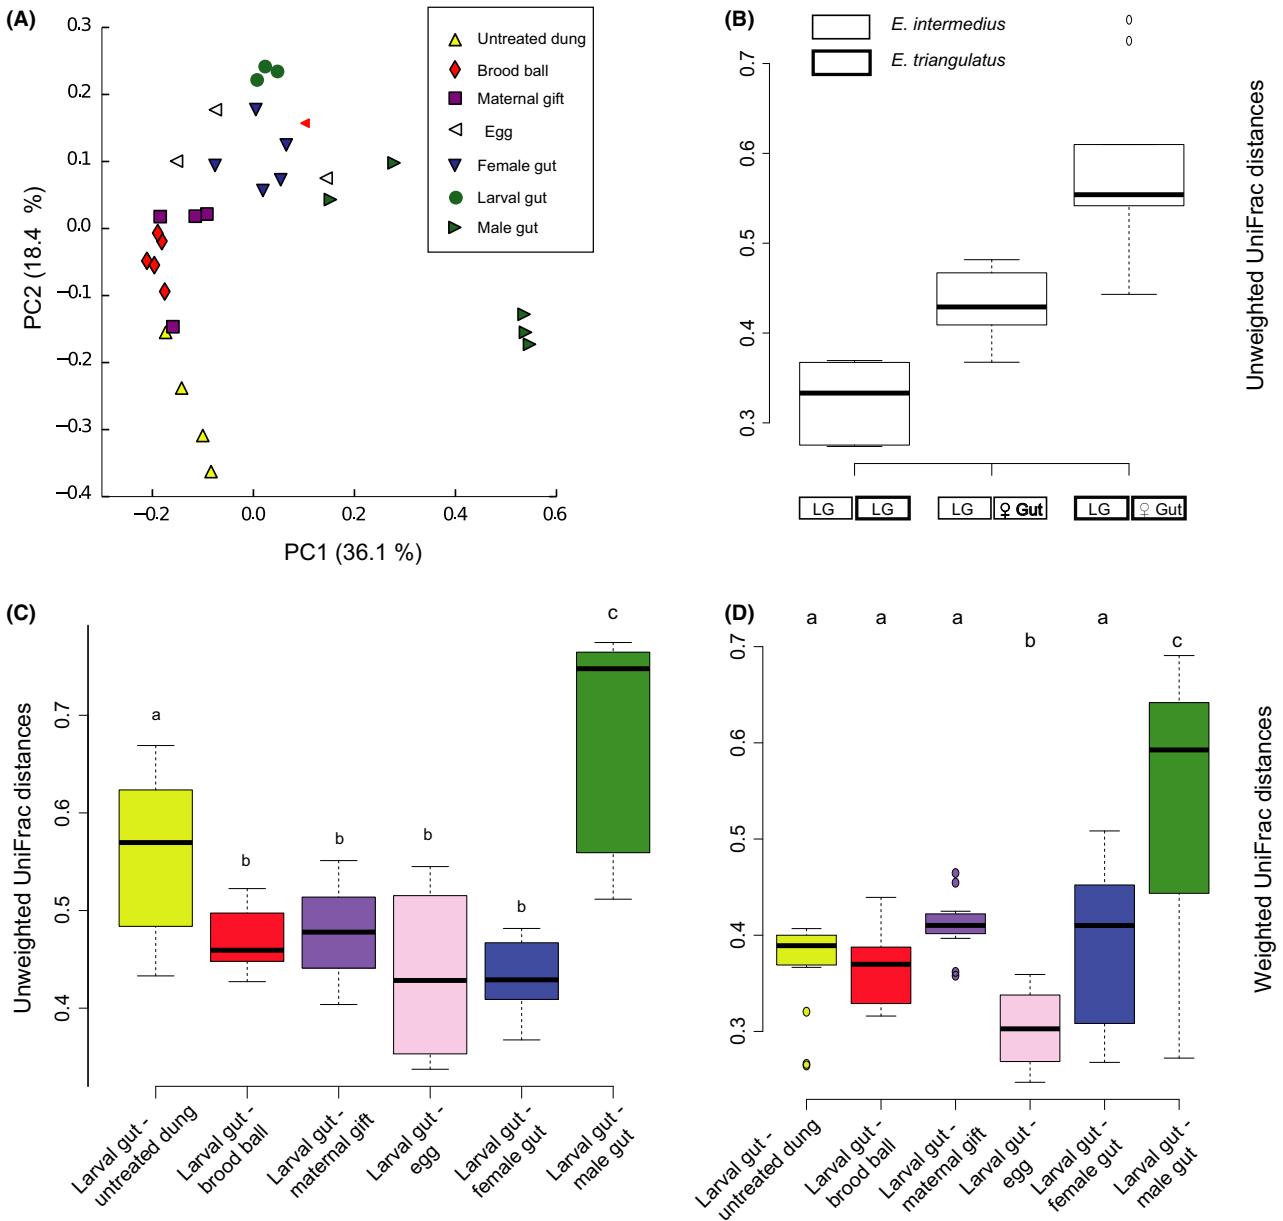 (A)
0.3
0.2
0.1
0.0
−0.1
−0.2
−0.3
−0.4
PC2 (18.4 %)
−0.2
0.0
0.2
0.4
0.6
PC1 (36.1 %)
Untreated dung
Brood ball
Maternal gift
Egg
Female gut
Larval gut
Male gut
(B)
E. intermedius
E. triangulatus
0.7
0.6
0.5
0.4
0.3
Unweighted UniFrac distances
LG LG
LG ♀ Gut
LG ♀ Gut
(C)
Unweighted UniFrac distances
0.7
0.6
0.5
0.4
a
b
b
b
b
c
Larval gut -
untreated dung
Larval gut -
brood ball
Larval gut -
maternal gift
Larval gut -
egg
Larval gut -
female gut
Larval gut -
male gut
(D)
a
a
a
b
a
c
0.7
0.6
0.5
0.4
0.3
Weighted UniFrac distances
Larval gut -
untreated dung
Larval gut -
brood ball
Larval gut -
maternal gift
Larval gut -
egg
Larval gut -
female gut
Larval gut -
male gut